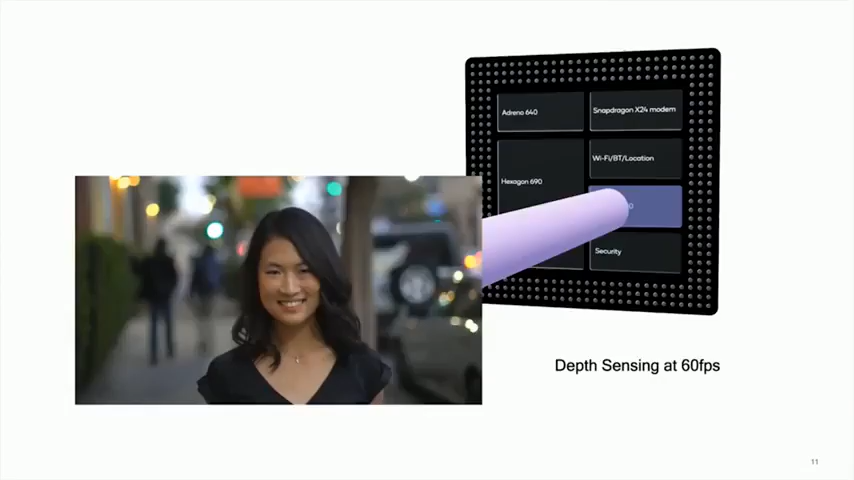 Adreno 640
Snapdragon X24 modem
Wi-Fi/BT/Location
Hexagon 690
Security
Depth Sensing at 60fps
11